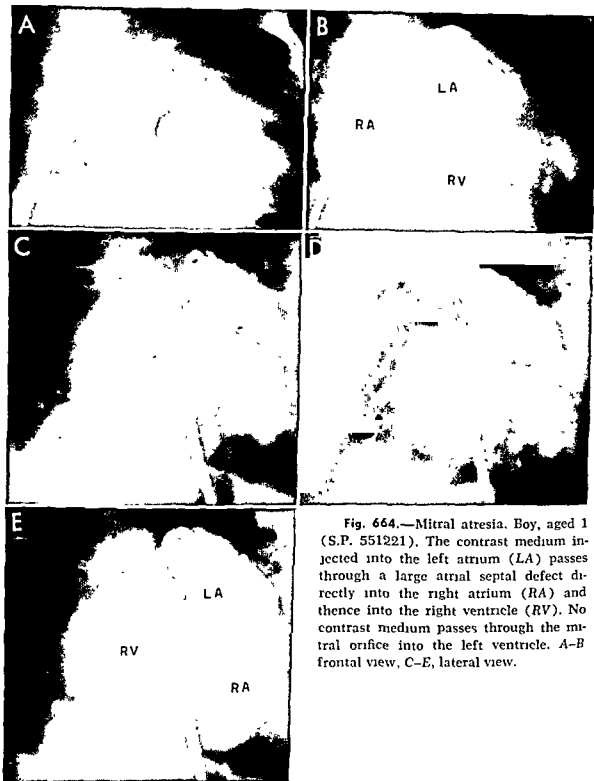 A
B
LA
RA
RV
C
D
E
LA
RV
RA
Fig. 664.—Mitral atresia. Boy, aged 1
(S.P. 551221). The contrast medium in-
jected into the left atrium (LA) passes
through a large atrial septal defect di-
rectly into the right atrium (RA) and
thence into the right ventricle (RV). No
contrast medium passes through the mi-
tral orifice into the left ventricle. A–B
frontal view, C–E, lateral view.